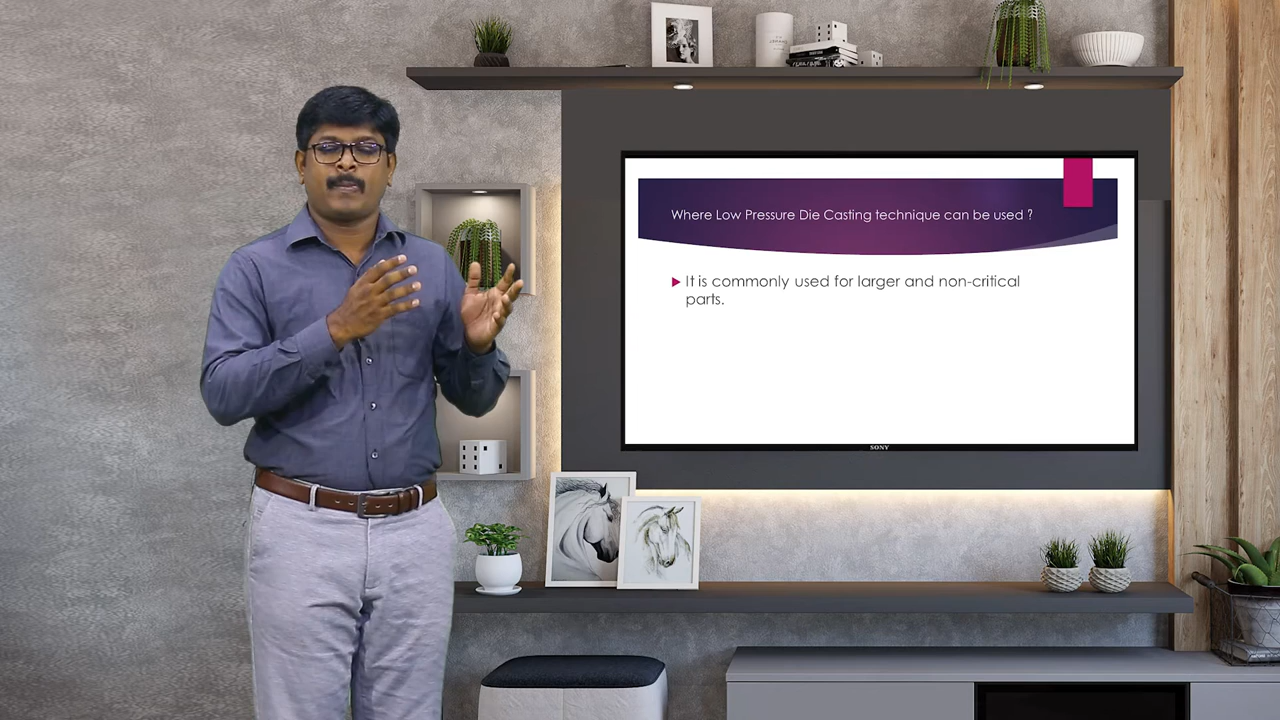 Where Low Pressure Die Casting technique can be used ?
It is commonly used for larger and non-critical
parts.
SONY